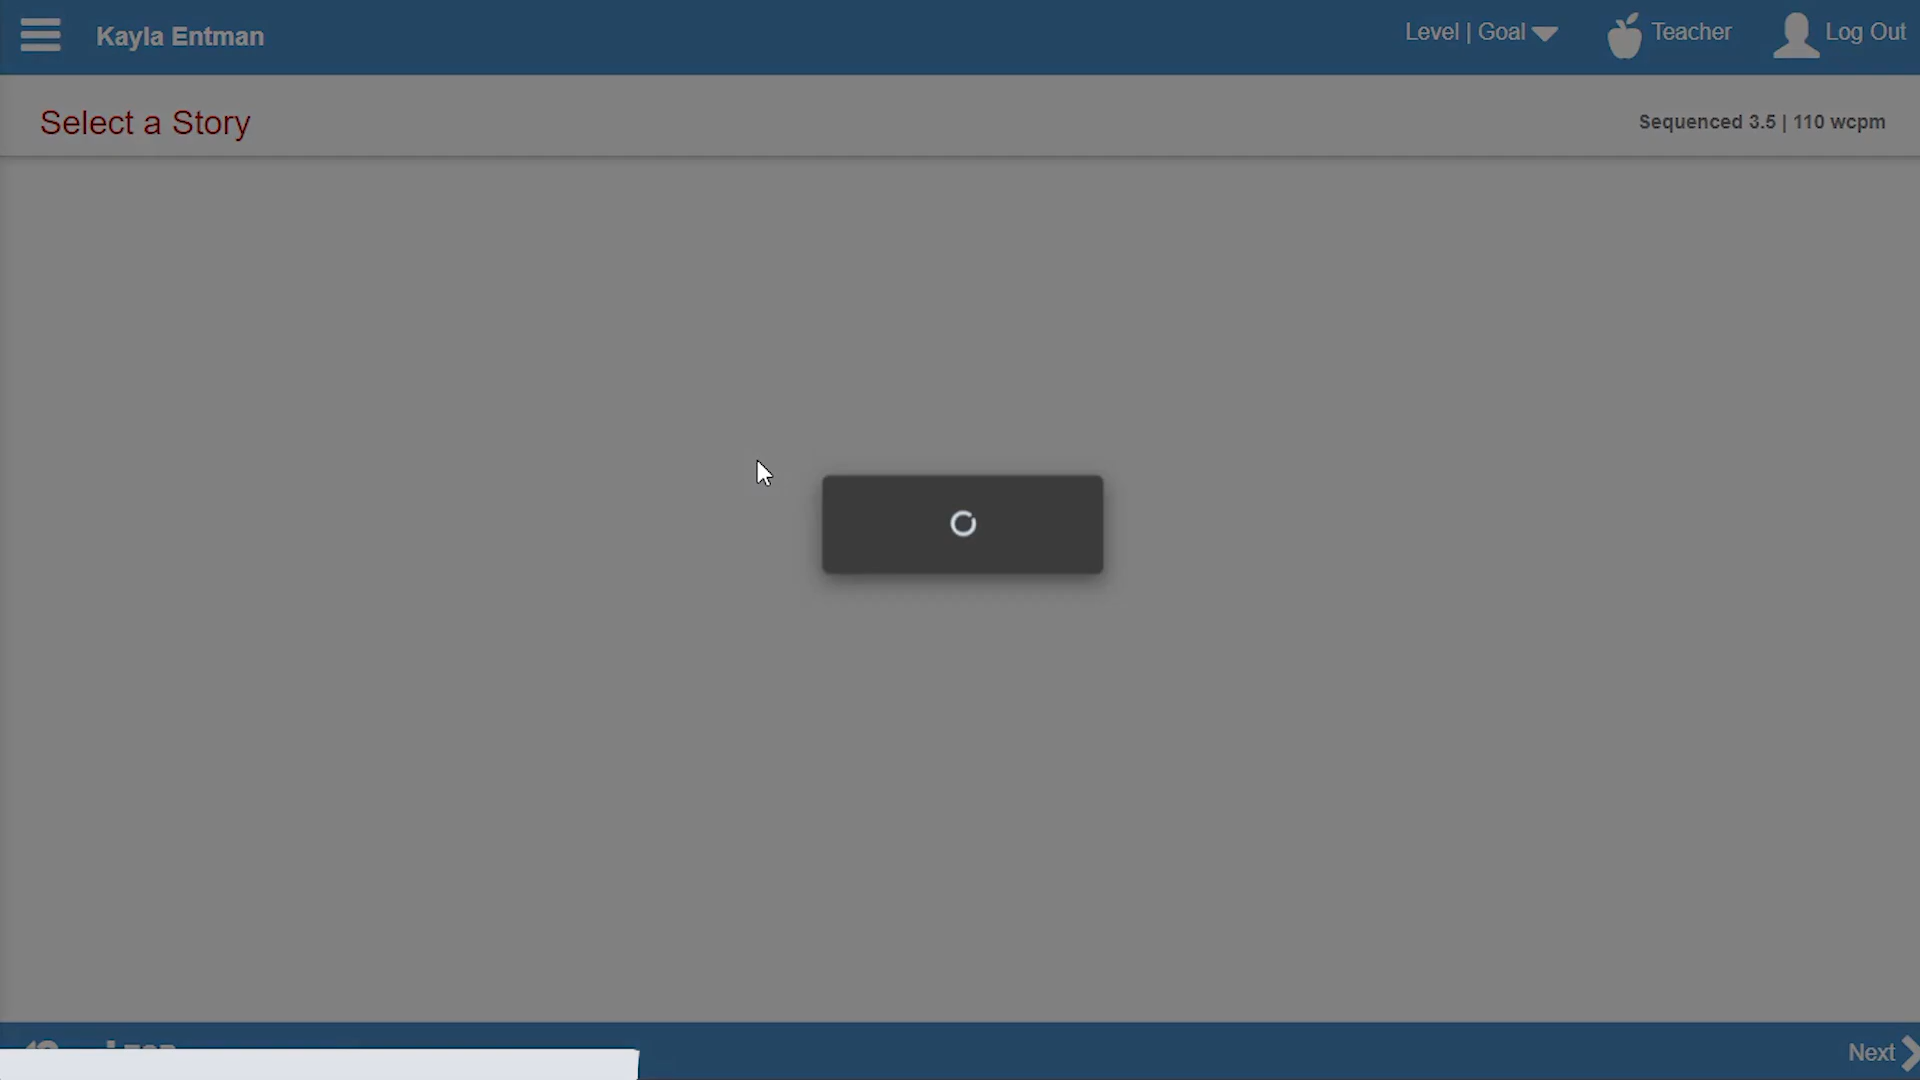 Kayla Entman
Level | Goal
Teacher
Log Out
Select a Story
Sequenced 3.5 | 110 wcpm
Next